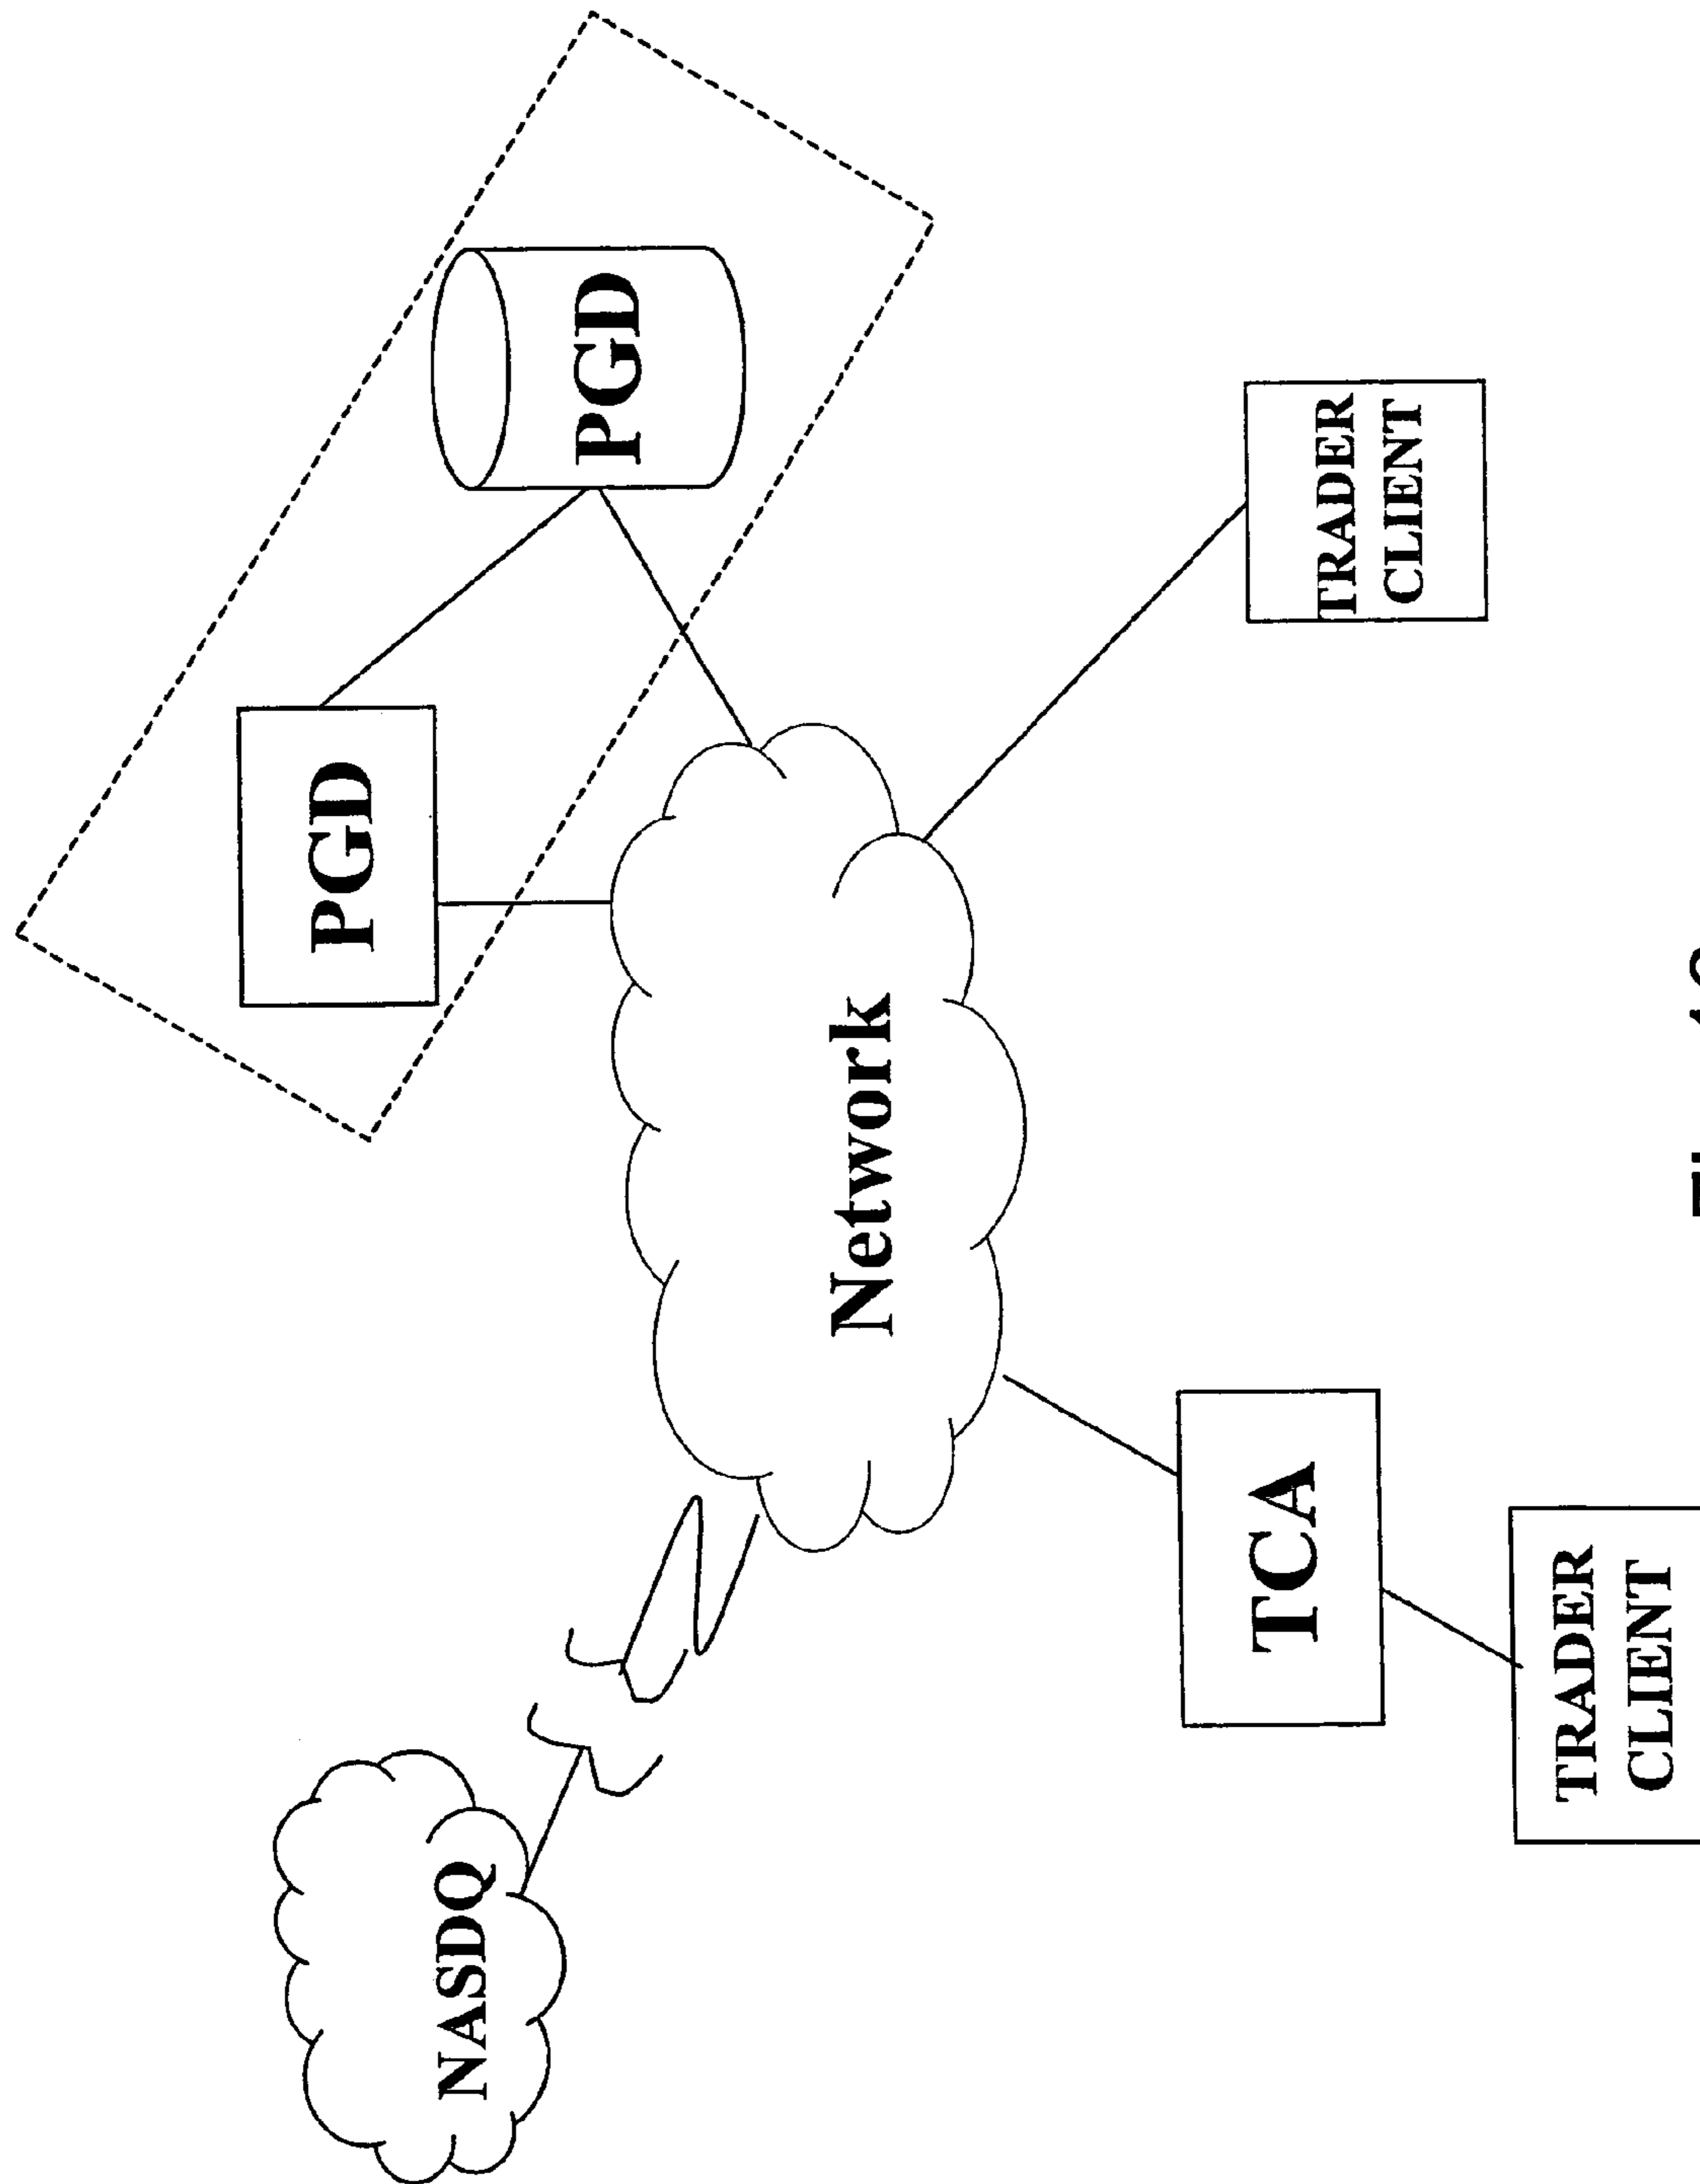 PGD
NASDQ
PGD
Network
TCA
TRADER
CLIENT
TRADER
CLIENT